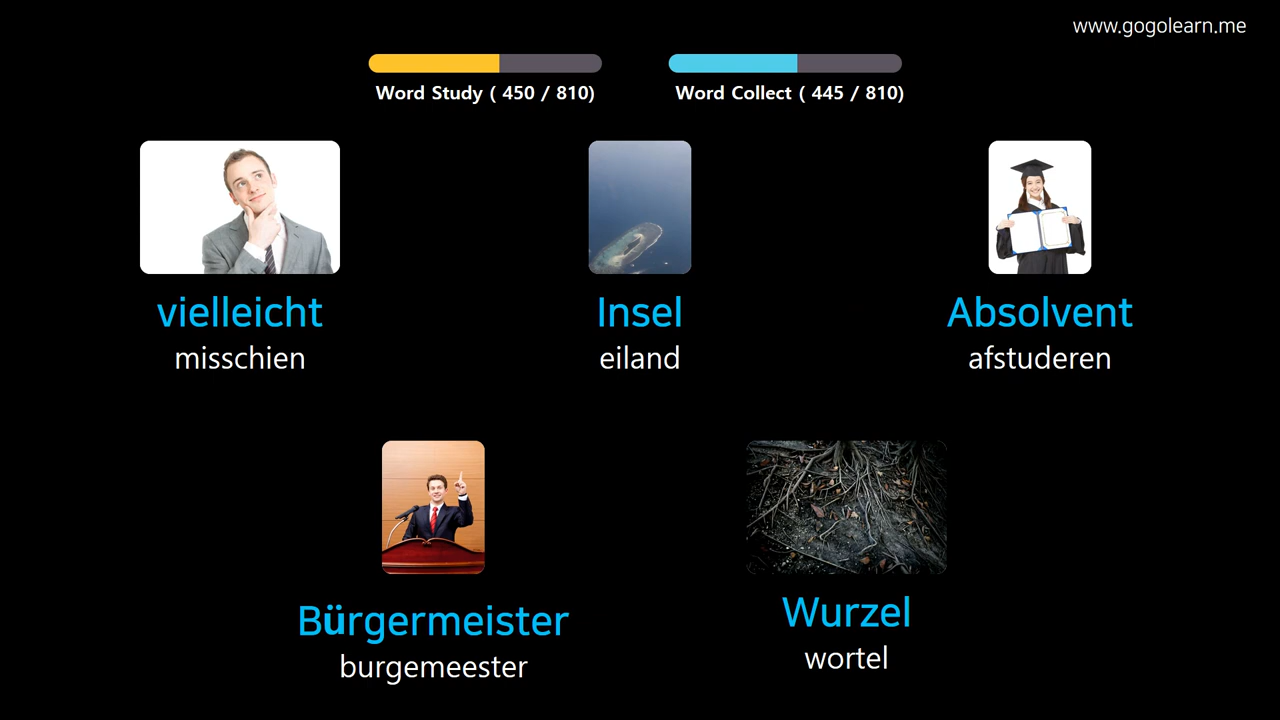 www.gogolearn.me
Word Study ( 450 / 810)
Word Collect ( 445 / 810)
vielleicht
misschien
Insel
eiland
Absolvent
afstuderen
Bürgermeister
burgemeester
Wurzel
wortel